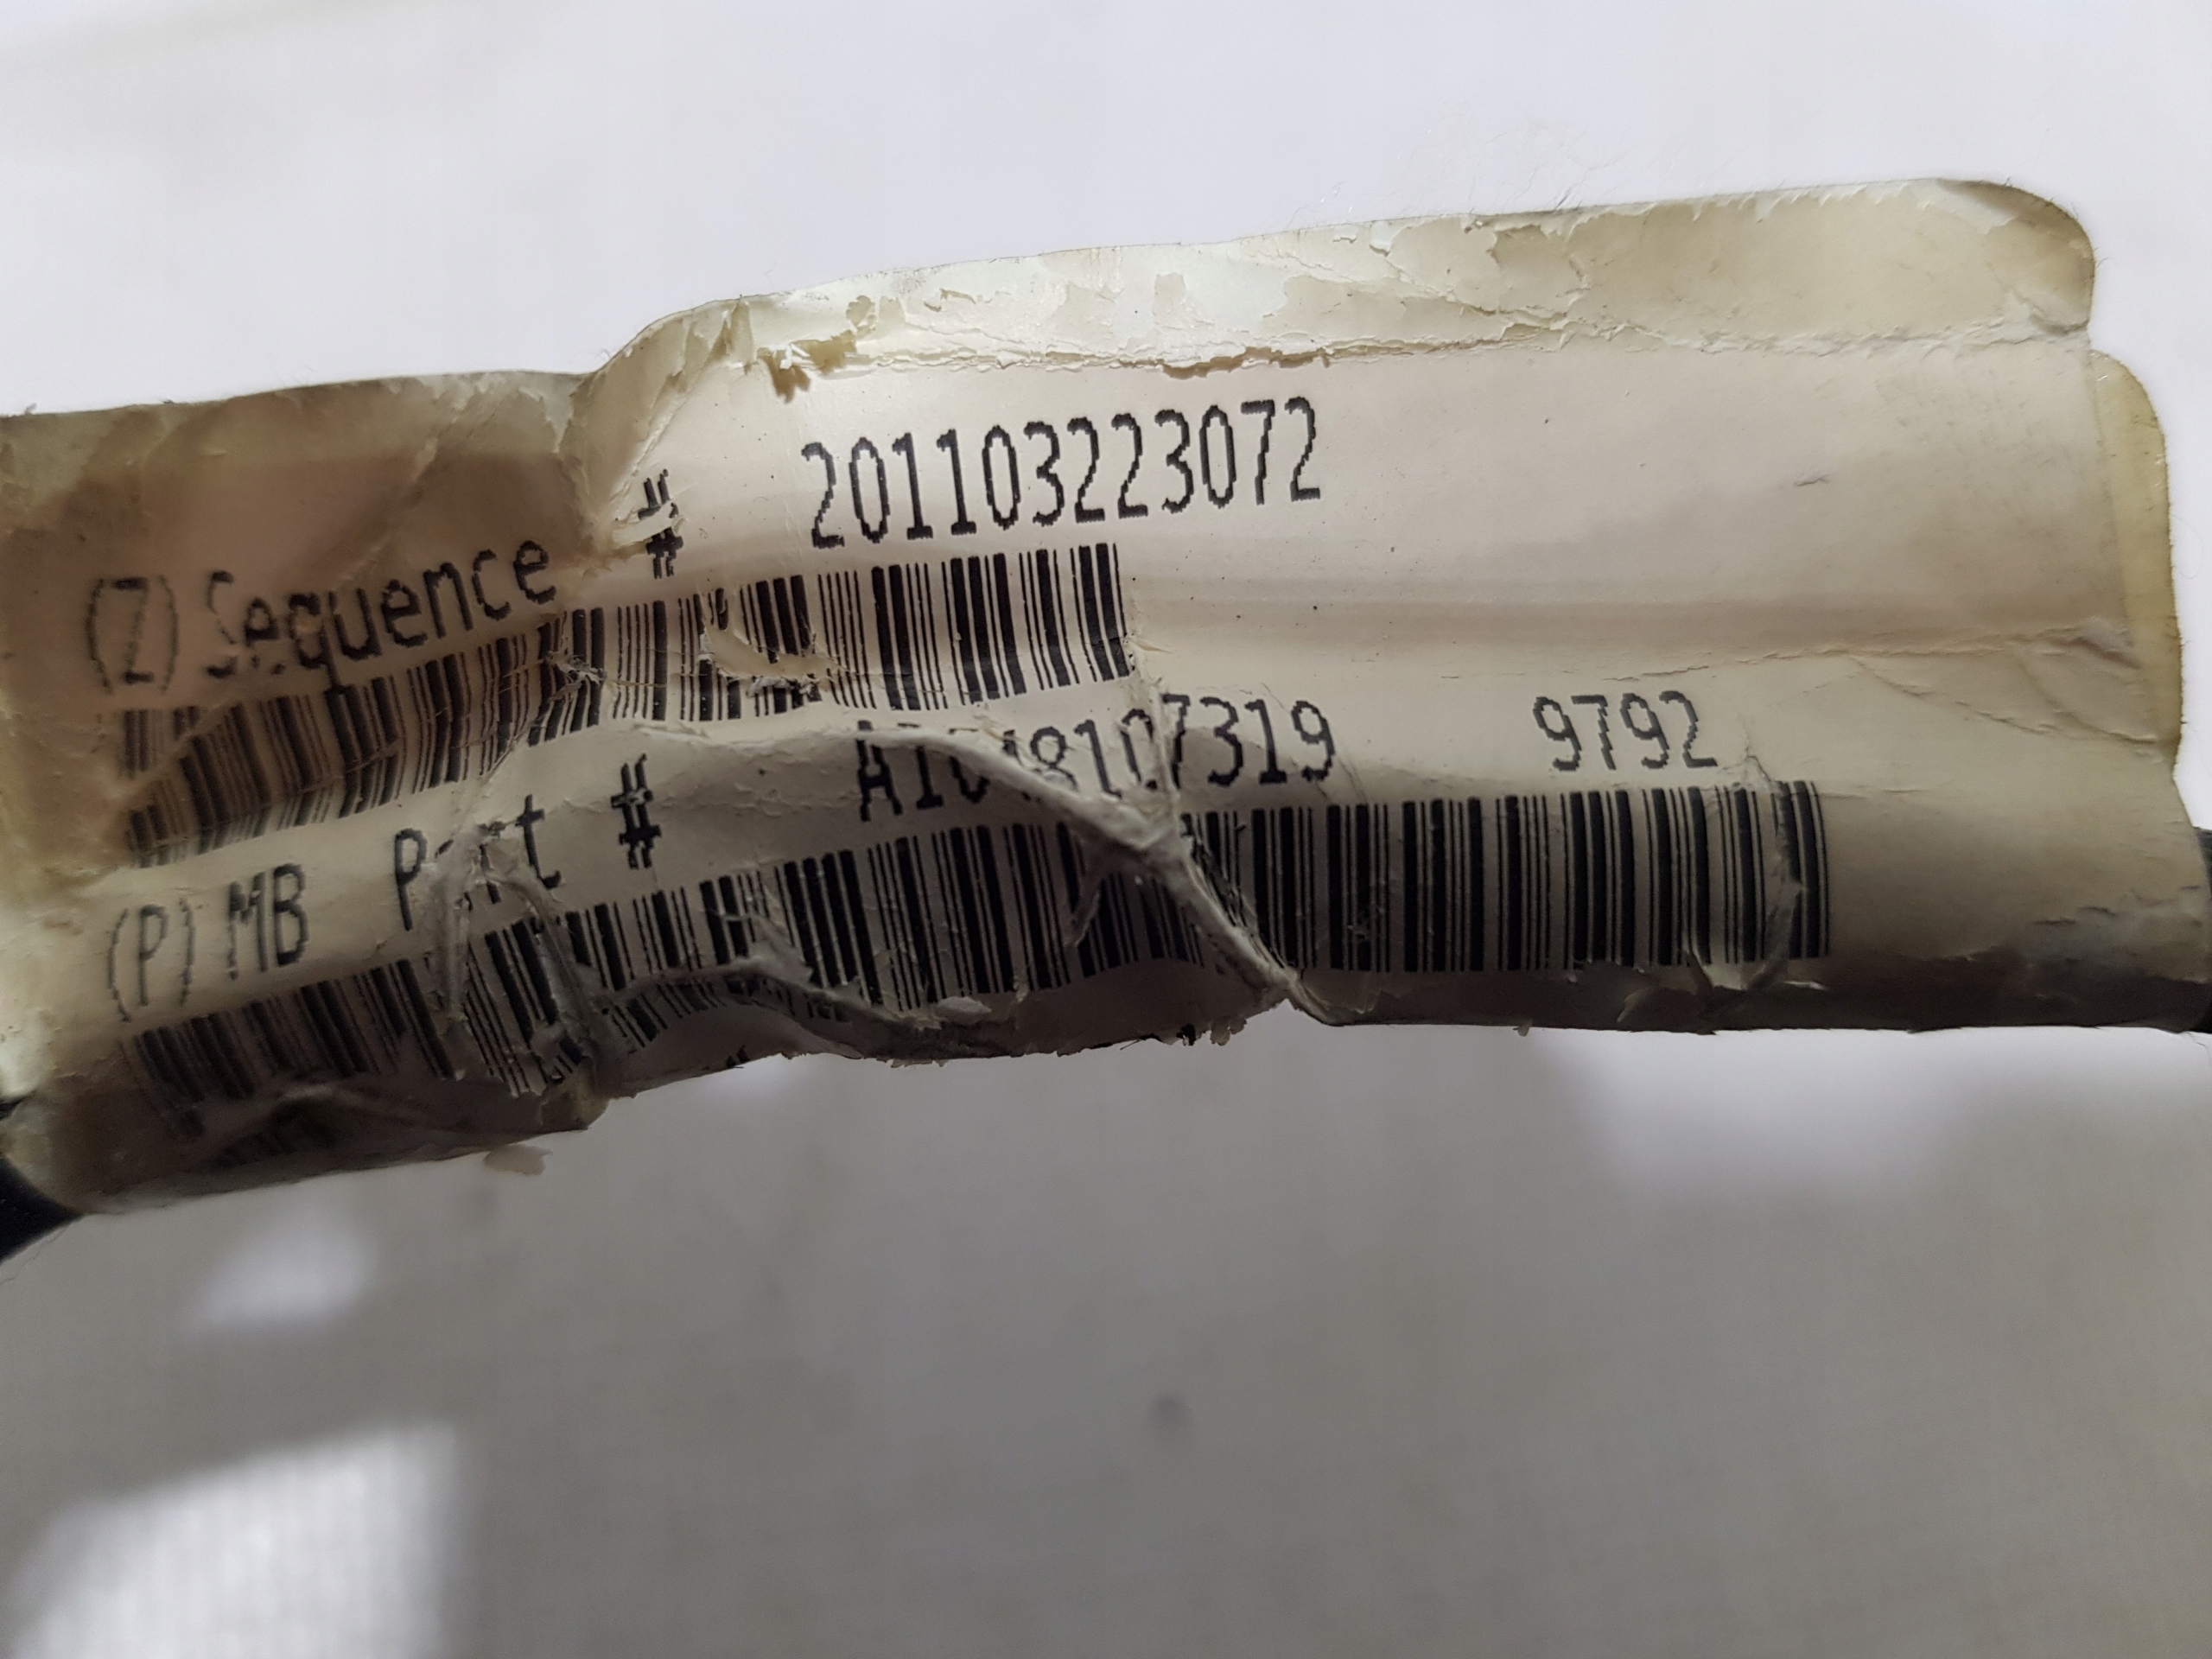 (Z) Sequence # 201103223072
(P) MB Part # 9792